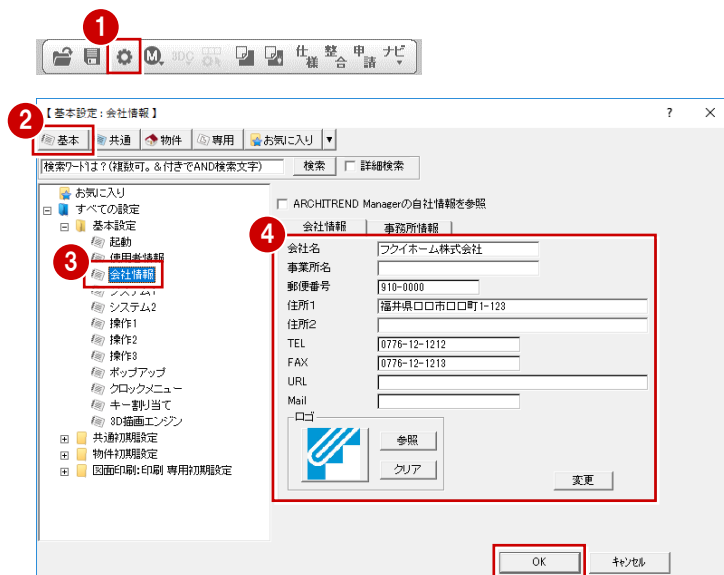 1
M
3DC
仕様
整合
申請
ナビ
【 基本設定 : 会社情報 】 ? ×
2
基本 共通 物件 専用 お気に入り ▼
検索ワードは？(複数可。＆付きでAND検索文字) 検索 詳細検索
お気に入り
すべての設定
基本設定
起動
使用者情報
3
会社情報
システム1
システム2
操作1
操作2
操作3
ポップアップ
クロックメニュー
キー割り当て
3D描画エンジン
共通初期設定
物件初期設定
図面印刷:印刷 専用初期設定
ARCHITREND Managerの自社情報を参照
4
会社情報 事務所情報
会社名 フクイホーム株式会社
事業所名
郵便番号 910-0000
住所1 福井県口口市口口町1-123
住所2
TEL 0776-12-1212
FAX 0776-12-1213
URL
Mail
ロゴ
参照
クリア
変更
OK キャンセル